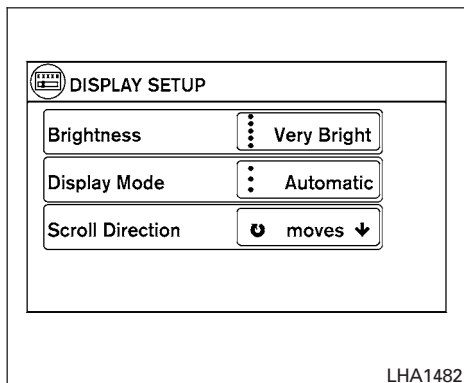 DISPLAY SETUP
Brightness Very Bright
Display Mode Automatic
Scroll Direction moves
LHA1482